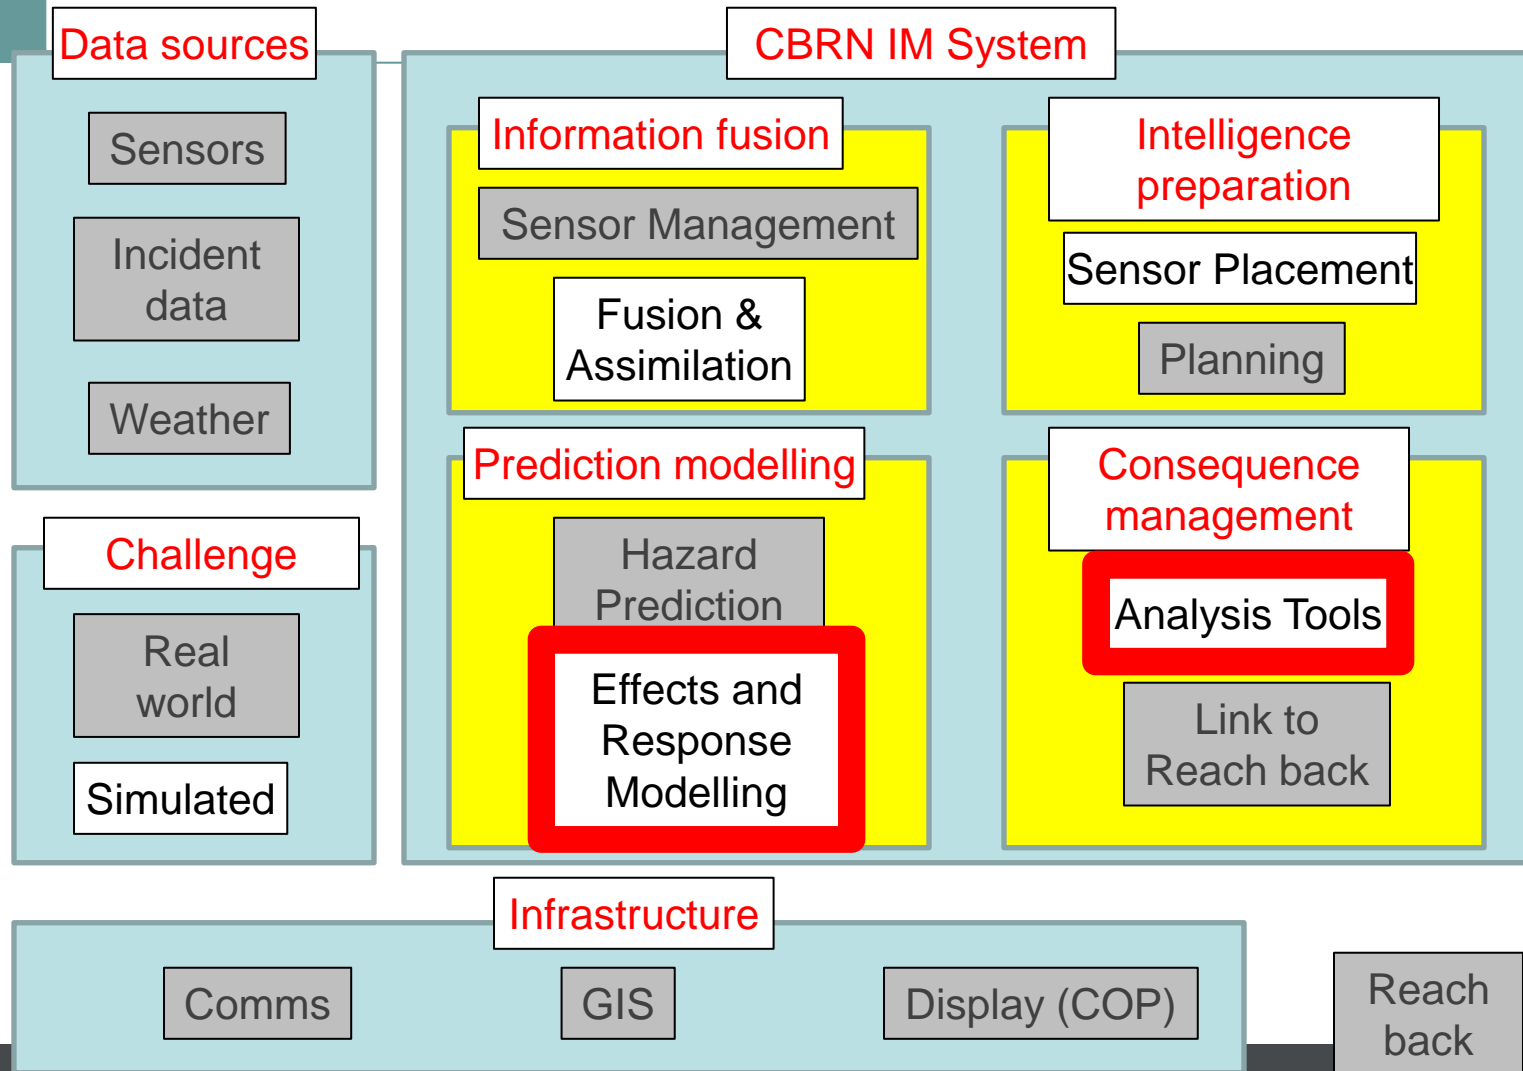 Data sources
Sensors
Incident
data
Weather
Challenge
Real
world
Simulated
CBRN IM System
Information fusion
Sensor Management
Fusion &
Assimilation
Intelligence
preparation
Sensor Placement
Planning
Prediction modelling
Hazard
Prediction
Effects and
Response
Modelling
Consequence
management
Analysis Tools
Link to
Reach back
Infrastructure
Comms
GIS
Display (COP)
Reach
back